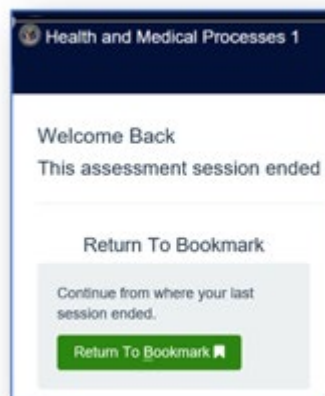 Health and Medical Processes 1
Welcome Back
This assessment session ended
Return To Bookmark
Continue from where your last
session ended.
Return To Bookmark